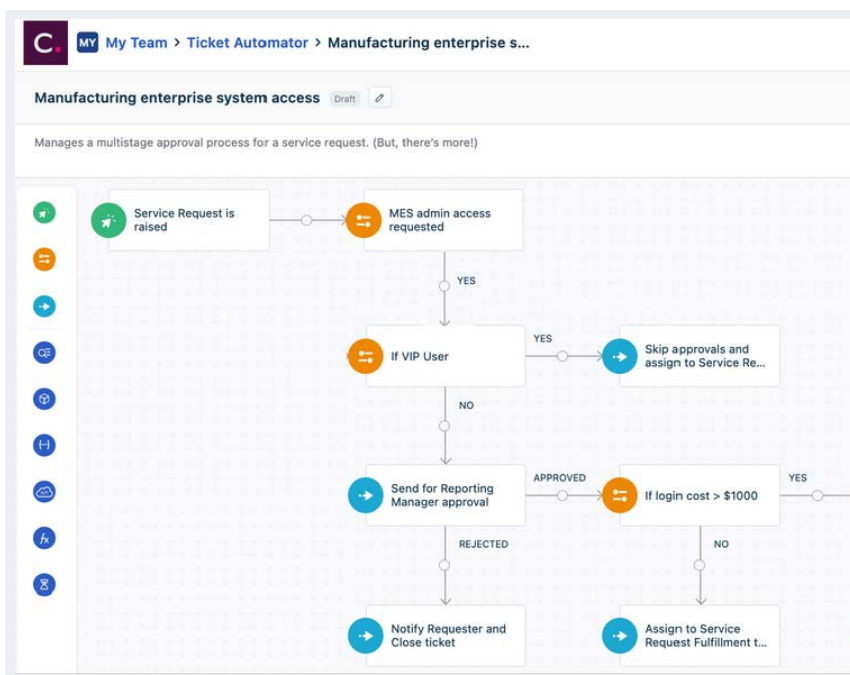 C.
MY My Team > Ticket Automator > Manufacturing enterprise s...
Manufacturing enterprise system access Draft
Manages a multistage approval process for a service request. (But, there's more!)
Service Request is
raised
MES admin access
requested
YES
If VIP User
YES
Skip approvals and
assign to Service Re...
NO
Send for Reporting
Manager approval
APPROVED
If login cost > $1000
YES
REJECTED
NO
Notify Requester and
Close ticket
Assign to Service
Request Fulfillment t...
API
fx